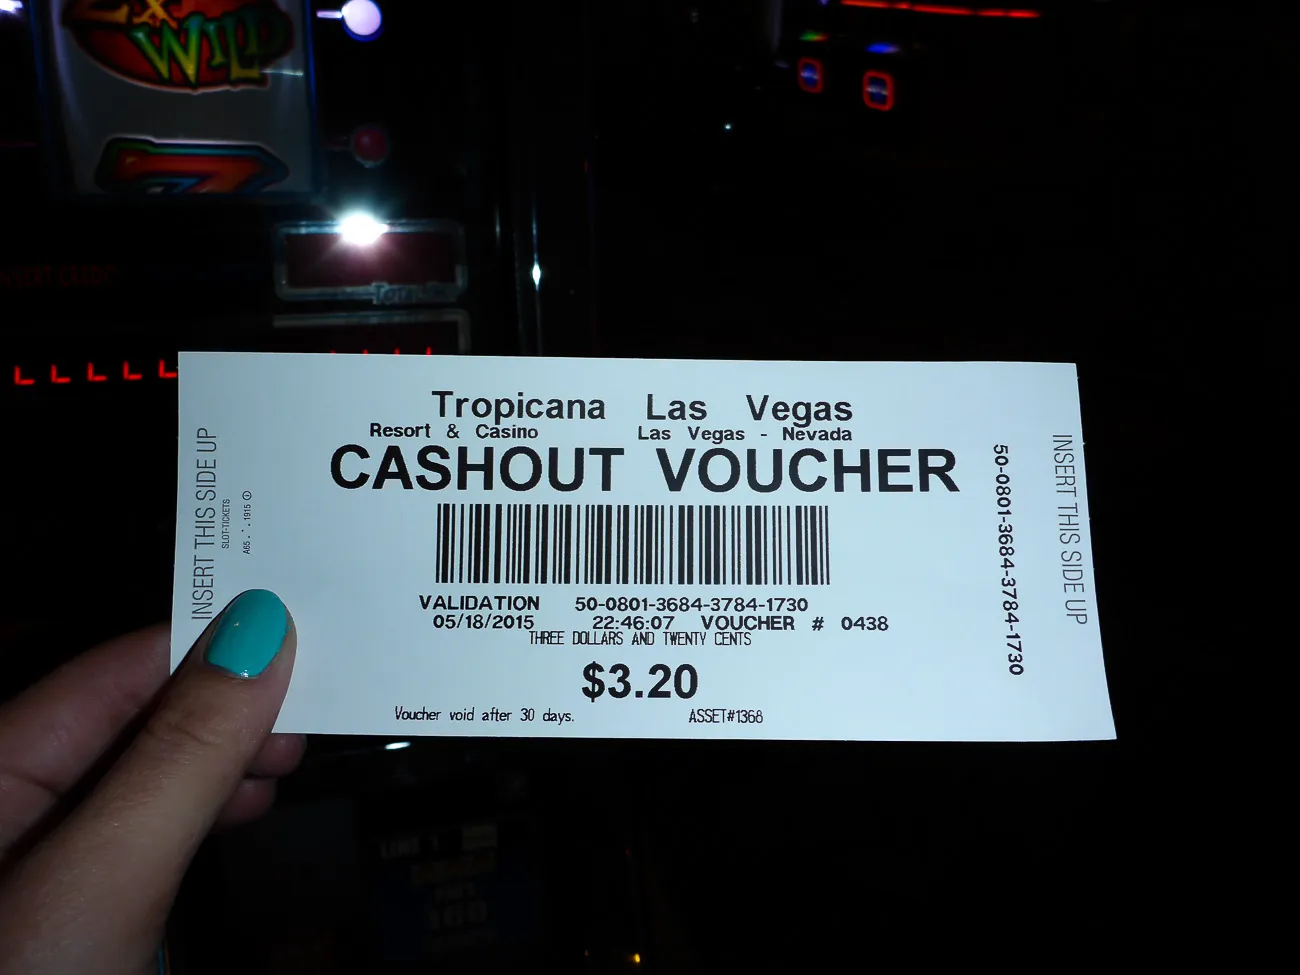 WILD
Tropicana Las Vegas
Resort & Casino Las Vegas - Nevada
CASHOUT VOUCHER
VALIDATION 50-0801-3684-3784-1730
05/18/2015 22:46:07 VOUCHER # 0438
THREE DOLLARS AND TWENTY CENTS
$3.20
Voucher void after 30 days. ASSET#1368
INSERT THIS SIDE UP
SLOT-TICKETS
50-0801-3684-3784-1730
INSERT THIS SIDE UP